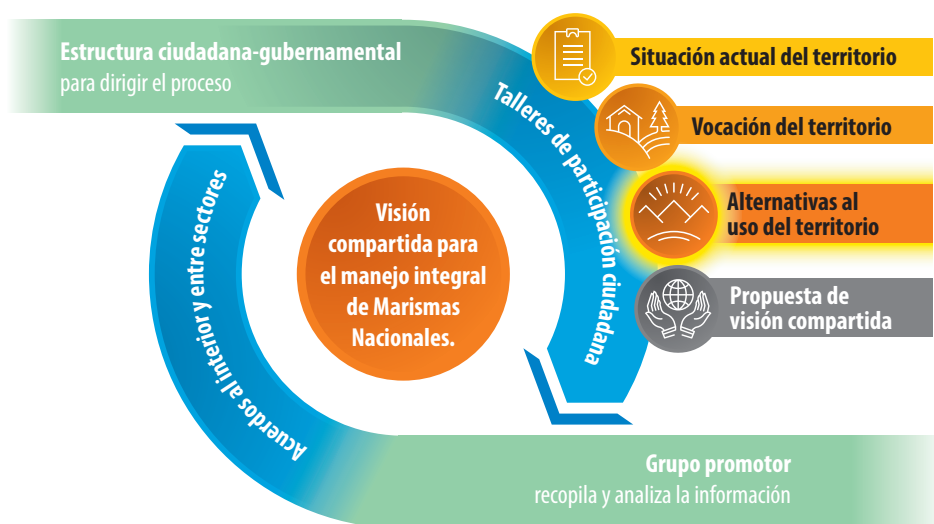 Estructura ciudadana-gubernamental
para dirigir el proceso
Talleres de participación ciudadana
Situación actual del territorio
Vocación del territorio
Alternativas al
uso del territorio
Propuesta de
visión compartida
Visión
compartida para
el manejo integral
de Marismas
Nacionales.
Acuerdos al interior y entre sectores
Grupo promotor
recopila y analiza la información